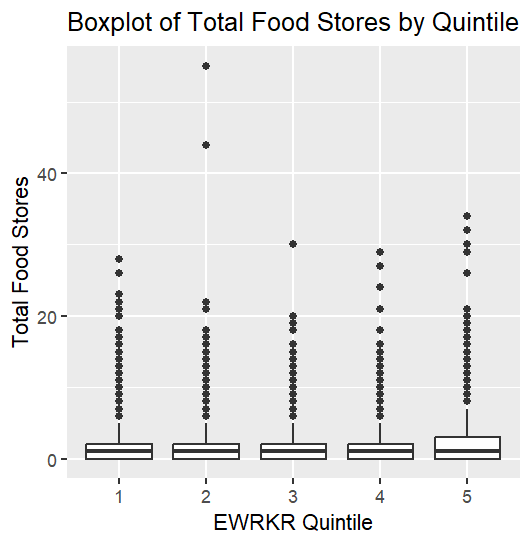 Boxplot of Total Food Stores by Quintile
Total Food Stores
40
20
0
1 2 3 4 5
EWRKR Quintile